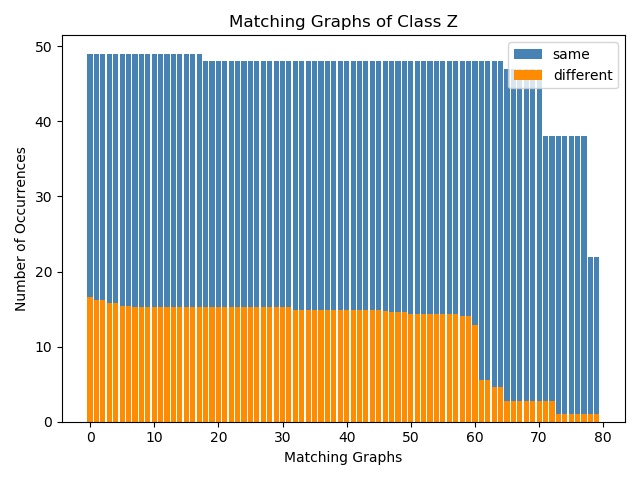 Matching Graphs of Class Z
same
different
Number of Occurrences
50
40
30
20
10
0
0 10 20 30 40 50 60 70 80
Matching Graphs